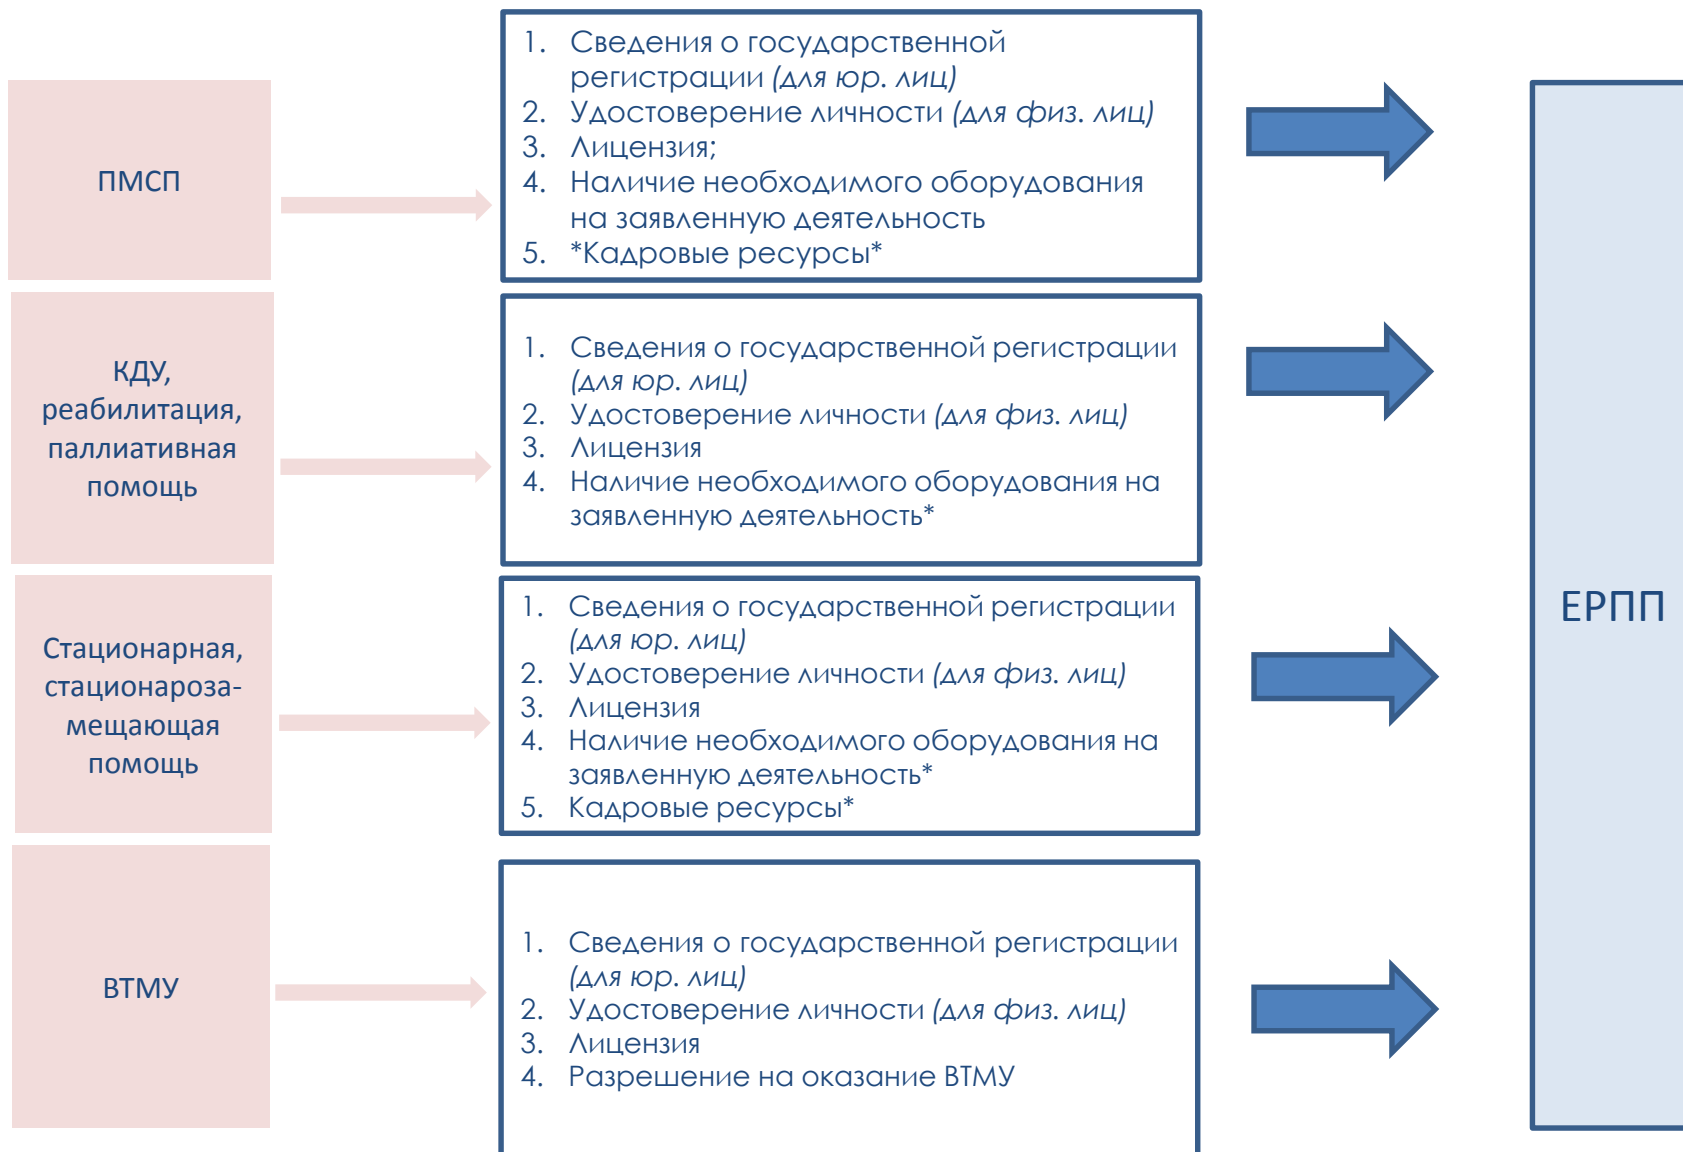 ПМСП
1. Сведения о государственной
регистрации (для юр. лиц)
2. Удостоверение личности (для физ. лиц)
3. Лицензия;
4. Наличие необходимого оборудования
на заявленную деятельность
5. *Кадровые ресурсы*
КДУ,
реабилитация,
паллиативная
помощь
1. Сведения о государственной регистрации
(для юр. лиц)
2. Удостоверение личности (для физ. лиц)
3. Лицензия
4. Наличие необходимого оборудования на
заявленную деятельность*
Стационарная,
стационароза-
мещающая
помощь
1. Сведения о государственной регистрации
(для юр. лиц)
2. Удостоверение личности (для физ. лиц)
3. Лицензия
4. Наличие необходимого оборудования на
заявленную деятельность*
5. Кадровые ресурсы*
ВТМУ
1. Сведения о государственной регистрации
(для юр. лиц)
2. Удостоверение личности (для физ. лиц)
3. Лицензия
4. Разрешение на оказание ВТМУ
ЕРПП